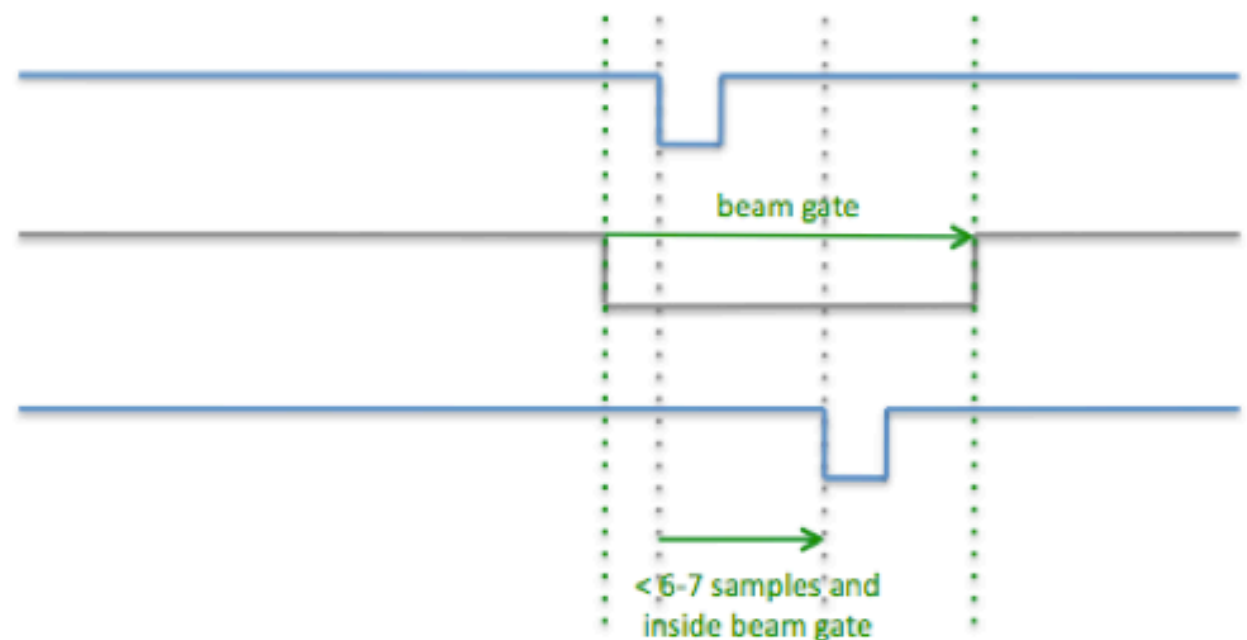 beam gate
< 6-7 samples and
inside beam gate